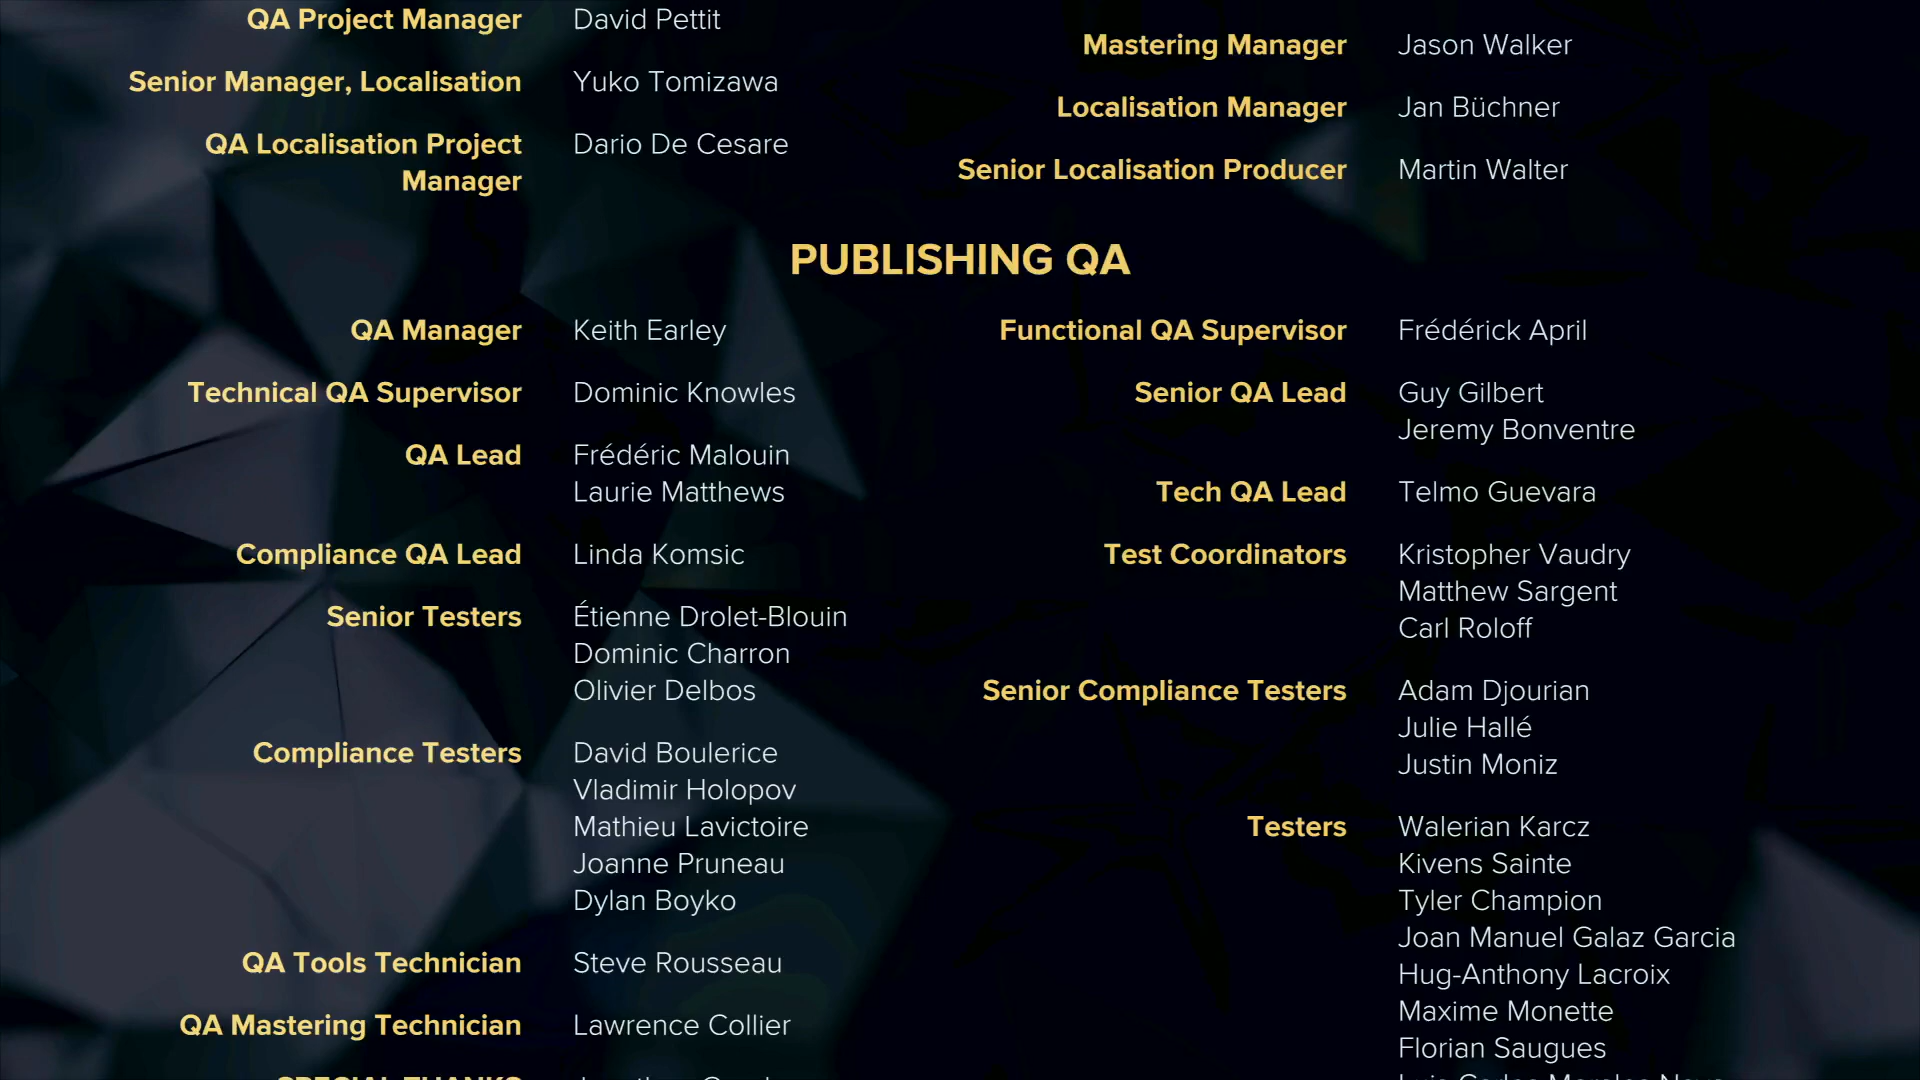 QA Project Manager David Pettit
Senior Manager, Localisation Yuko Tomizawa
QA Localisation Project Dario De Cesare
Manager
Mastering Manager Jason Walker
Localisation Manager Jan Büchner
Senior Localisation Producer Martin Walter
PUBLISHING QA
QA Manager Keith Earley
Technical QA Supervisor Dominic Knowles
QA Lead Frédéric Malouin
Laurie Matthews
Compliance QA Lead Linda Komsic
Senior Testers Étienne Drolet-Blouin
Dominic Charron
Olivier Delbos
Compliance Testers David Boulerice
Vladimir Holopov
Mathieu Lavictoire
Joanne Pruneau
Dylan Boyko
QA Tools Technician Steve Rousseau
QA Mastering Technician Lawrence Collier
SPECIAL THANKS
Functional QA Supervisor Frédérick April
Senior QA Lead Guy Gilbert
Jeremy Bonventre
Tech QA Lead Telmo Guevara
Test Coordinators Kristopher Vaudry
Matthew Sargent
Carl Roloff
Senior Compliance Testers Adam Djourian
Julie Hallé
Justin Moniz
Testers Walerian Karcz
Kivens Sainte
Tyler Champion
Joan Manuel Galaz Garcia
Hug-Anthony Lacroix
Maxime Monette
Florian Saugues